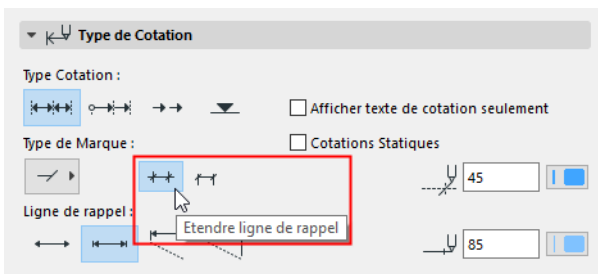 Type de Cotation
Type Cotation :
Afficher texte de cotation seulement
Type de Marque :
Cotations Statiques
45
Ligne de rappel :
Etendre ligne de rappel
85